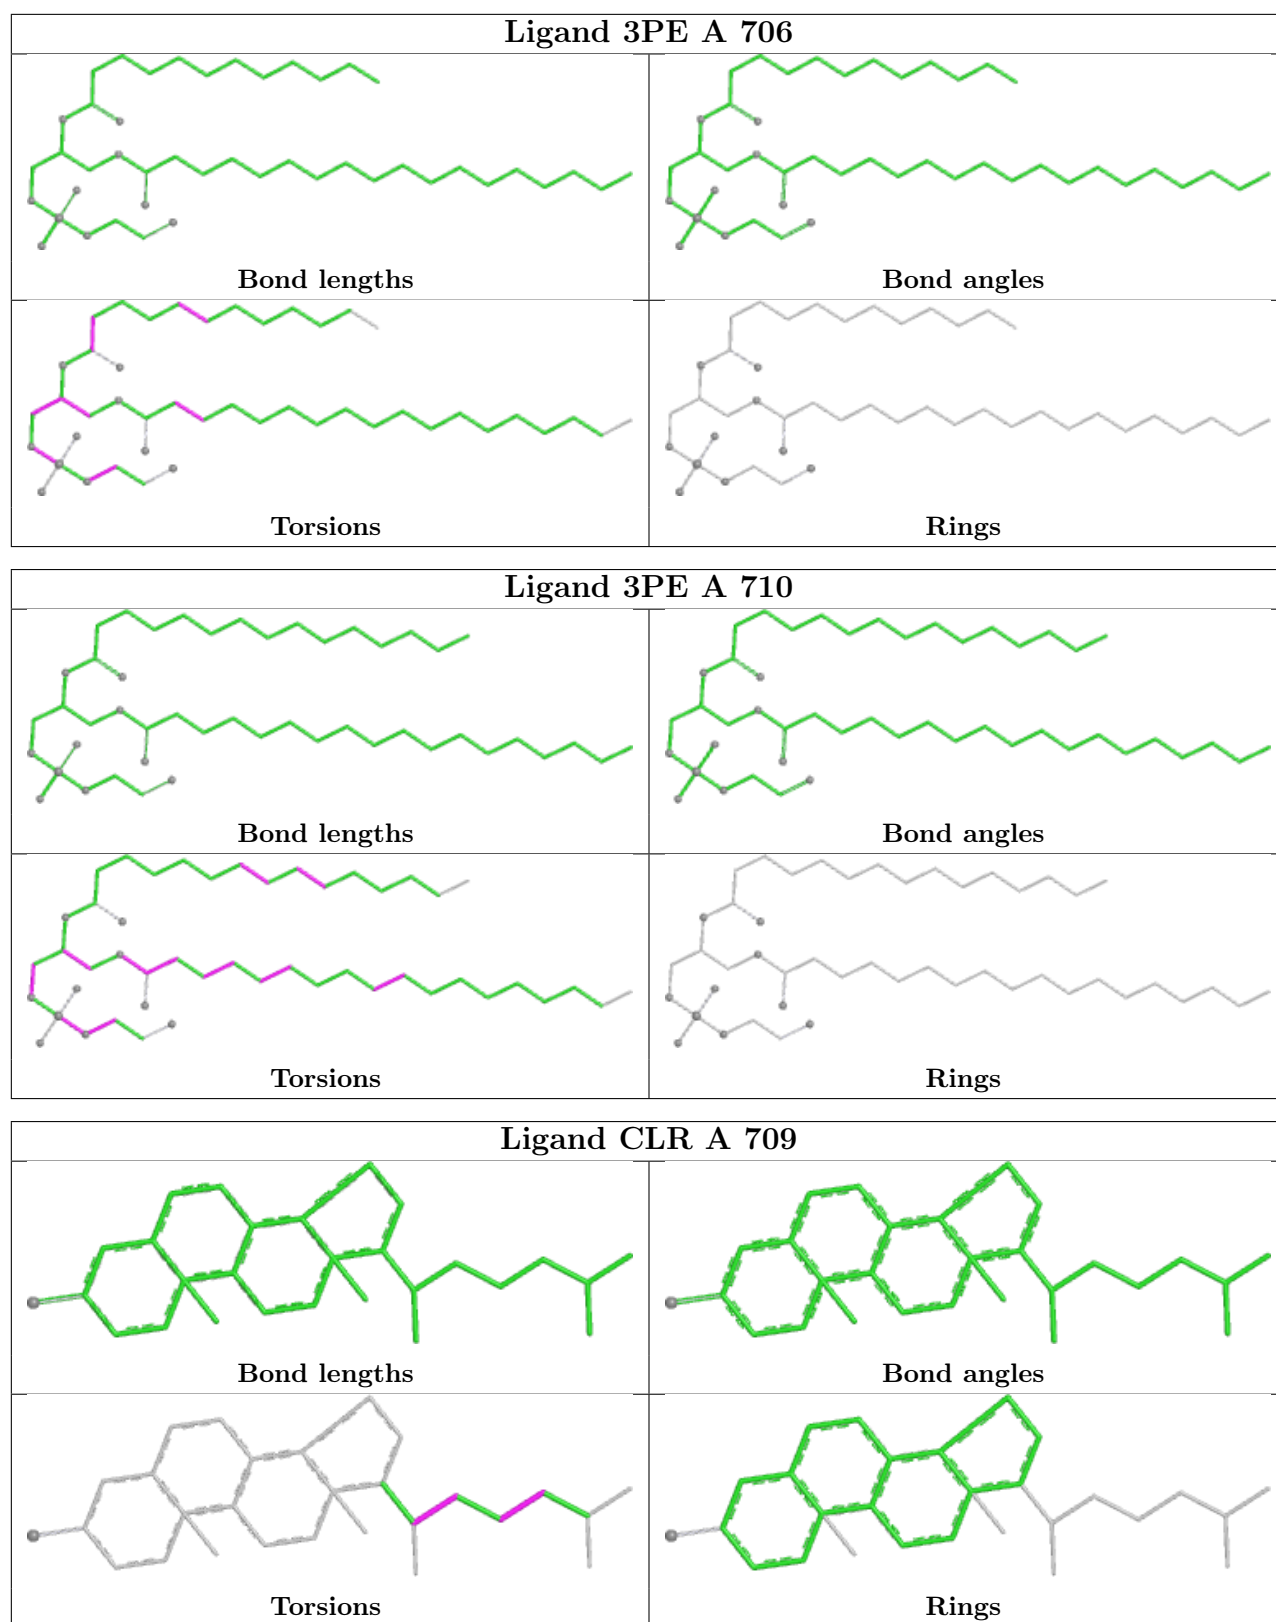 Ligand 3PE A 706
Bond lengths
Bond angles
Torsions
Rings
Ligand 3PE A 710
Bond lengths
Bond angles
Torsions
Rings
Ligand CLR A 709
Bond lengths
Bond angles
Torsions
Rings